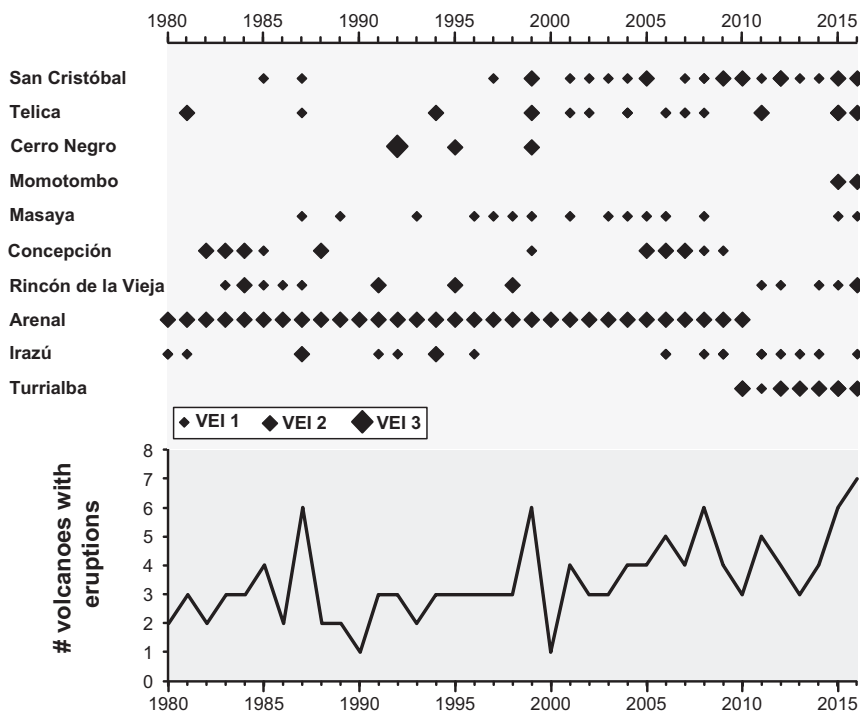 1980 1985 1990 1995 2000 2005 2010 2015
San Cristóbal
Telica
Cerro Negro
Momotombo
Masaya
Concepción
Rincón de la Vieja
Arenal
Irazú
Turrialba
VEI 1 VEI 2 VEI 3
# volcanoes with
eruptions
8
7
6
5
4
3
2
1
0
1980 1985 1990 1995 2000 2005 2010 2015